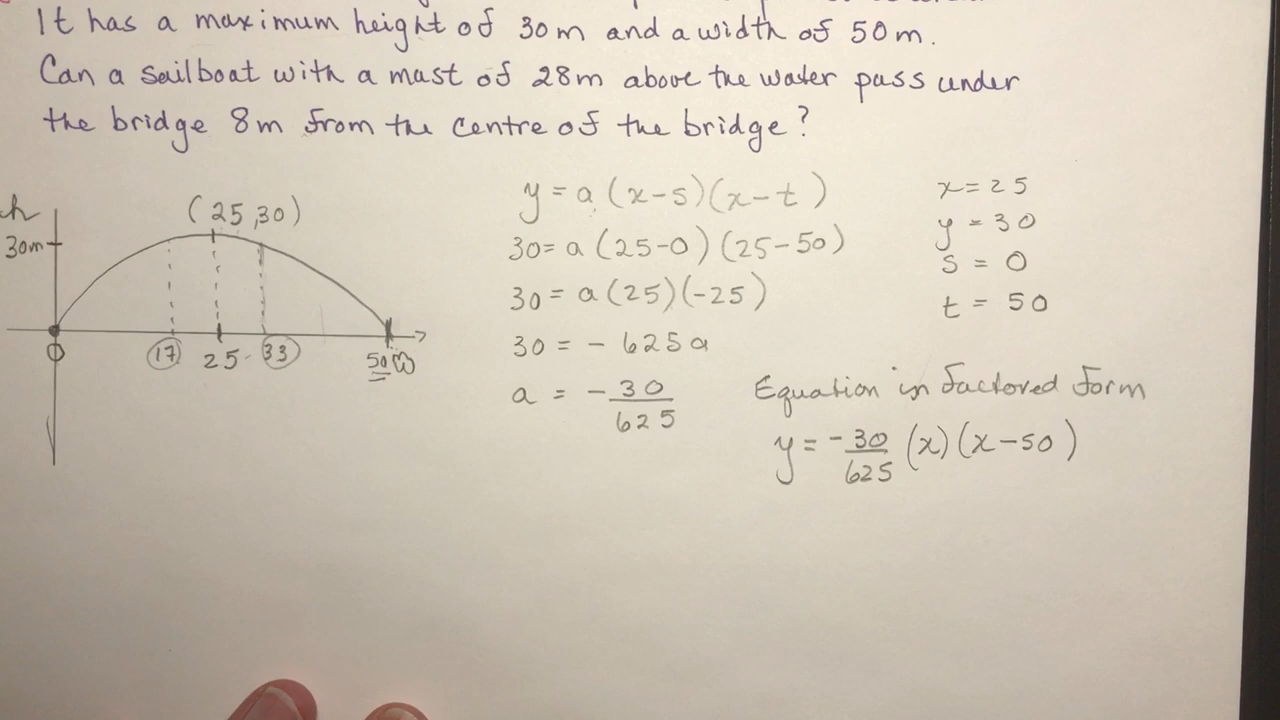 It has a maximum height of 30m and a width of 50m.
Can a sailboat with a mast of 28m above the water pass under
the bridge 8m from the centre of the bridge?
h
30m
(25,30)
0
17
25
33
50
w
y = a (x-s)(x-t)
30= a (25-0) (25-50)
30 = a (25)(-25)
30 = - 625a
a = - 30/625
x=25
y = 30
s = 0
t = 50
Equation in factored form
y = -30/625 (x)(x-50)